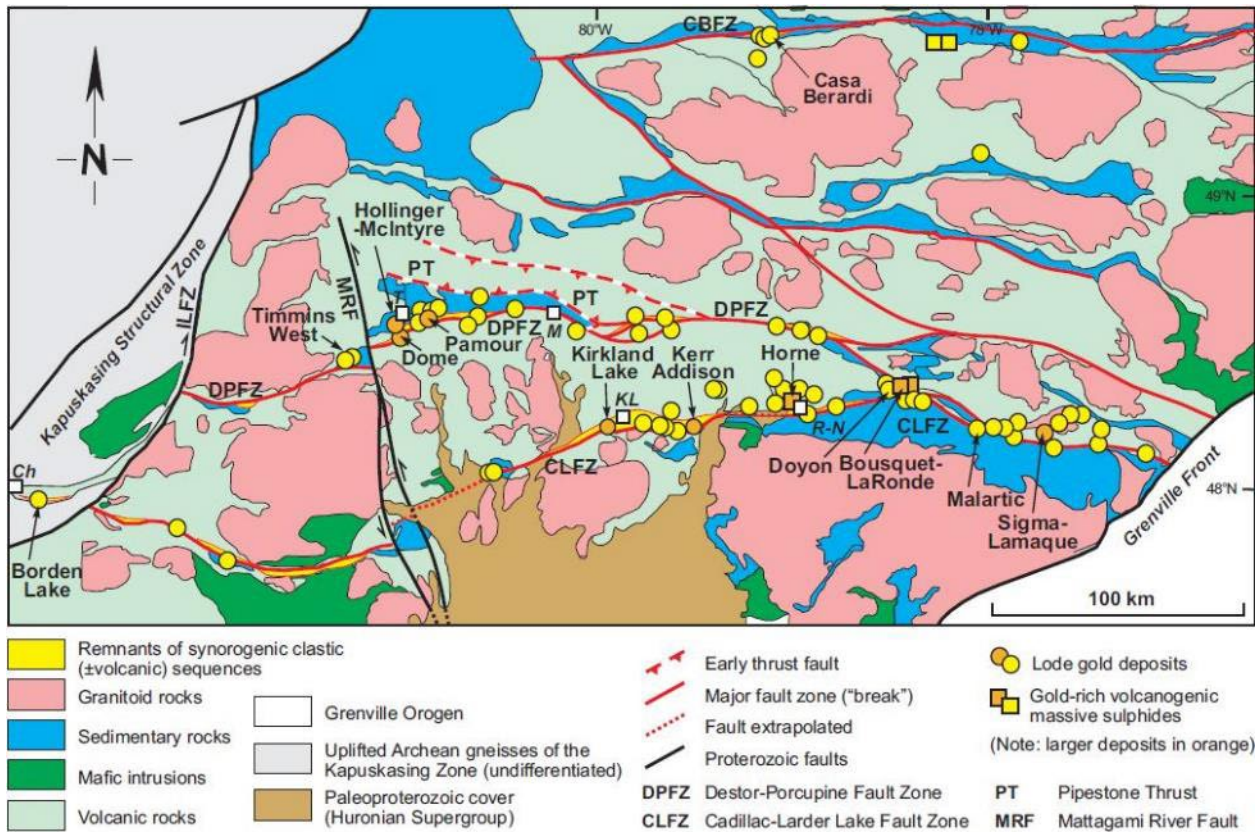 80°W
78°W
CBFZ
Casa
Berardi
N
49°N
Hollinger
-McIntyre
Kapuskasing Structural Zone
ILFZ
MRF
PT
T
PT
DPFZ
Timmins
West
DPFZ
M
Pamour
Dome
Kirkland
Lake
Kerr
Addison
Horne
DPFZ
KL
R-N
CLFZ
Doyon
Bousquet-
LaRonde
CLFZ
Malartic
Sigma-
Lamaque
48°N
Grenville Front
Ch
Borden
Lake
100 km
Remnants of synorogenic clastic
(±volcanic) sequences
Granitoid rocks
Sedimentary rocks
Mafic intrusions
Volcanic rocks
Grenville Orogen
Uplifted Archean gneisses of the
Kapuskasing Zone (undifferentiated)
Paleoproterozoic cover
(Huronian Supergroup)
Early thrust fault
Major fault zone ("break")
Fault extrapolated
Proterozoic faults
DPFZ Destor-Porcupine Fault Zone
CLFZ Cadillac-Larder Lake Fault Zone
Lode gold deposits
Gold-rich volcanogenic
massive sulphides
(Note: larger deposits in orange)
PT Pipestone Thrust
MRF Mattagami River Fault